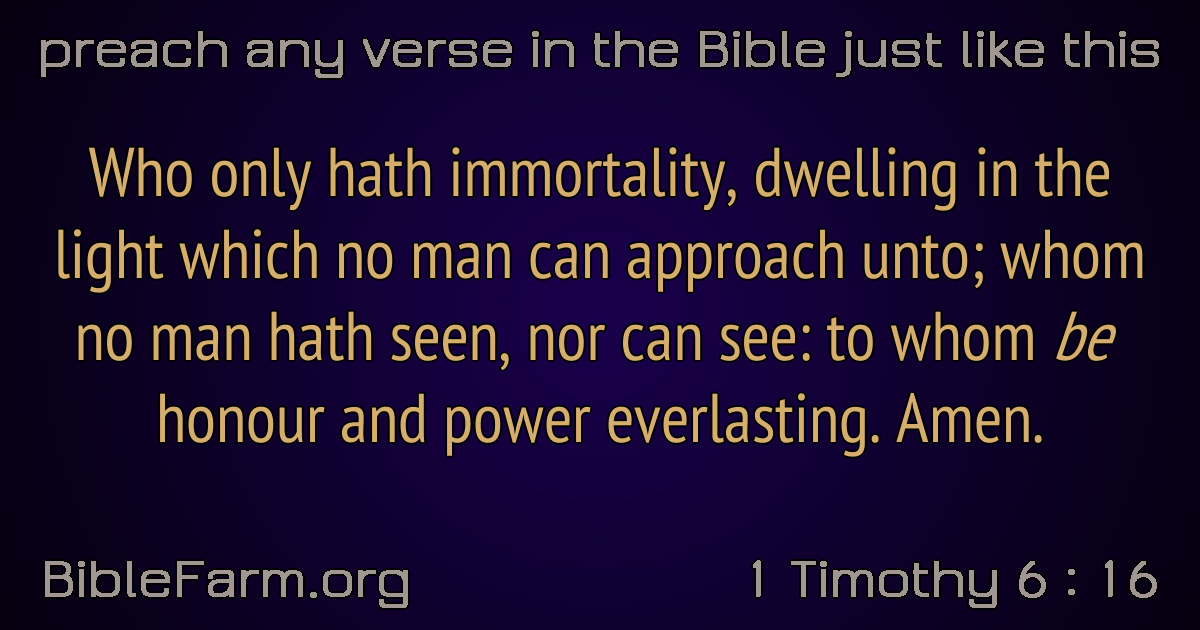 preach any verse in the Bible just like this
Who only hath immortality, dwelling in the
light which no man can approach unto; whom
no man hath seen, nor can see: to whom be
honour and power everlasting. Amen.
BibleFarm.org
1 Timothy 6 : 16